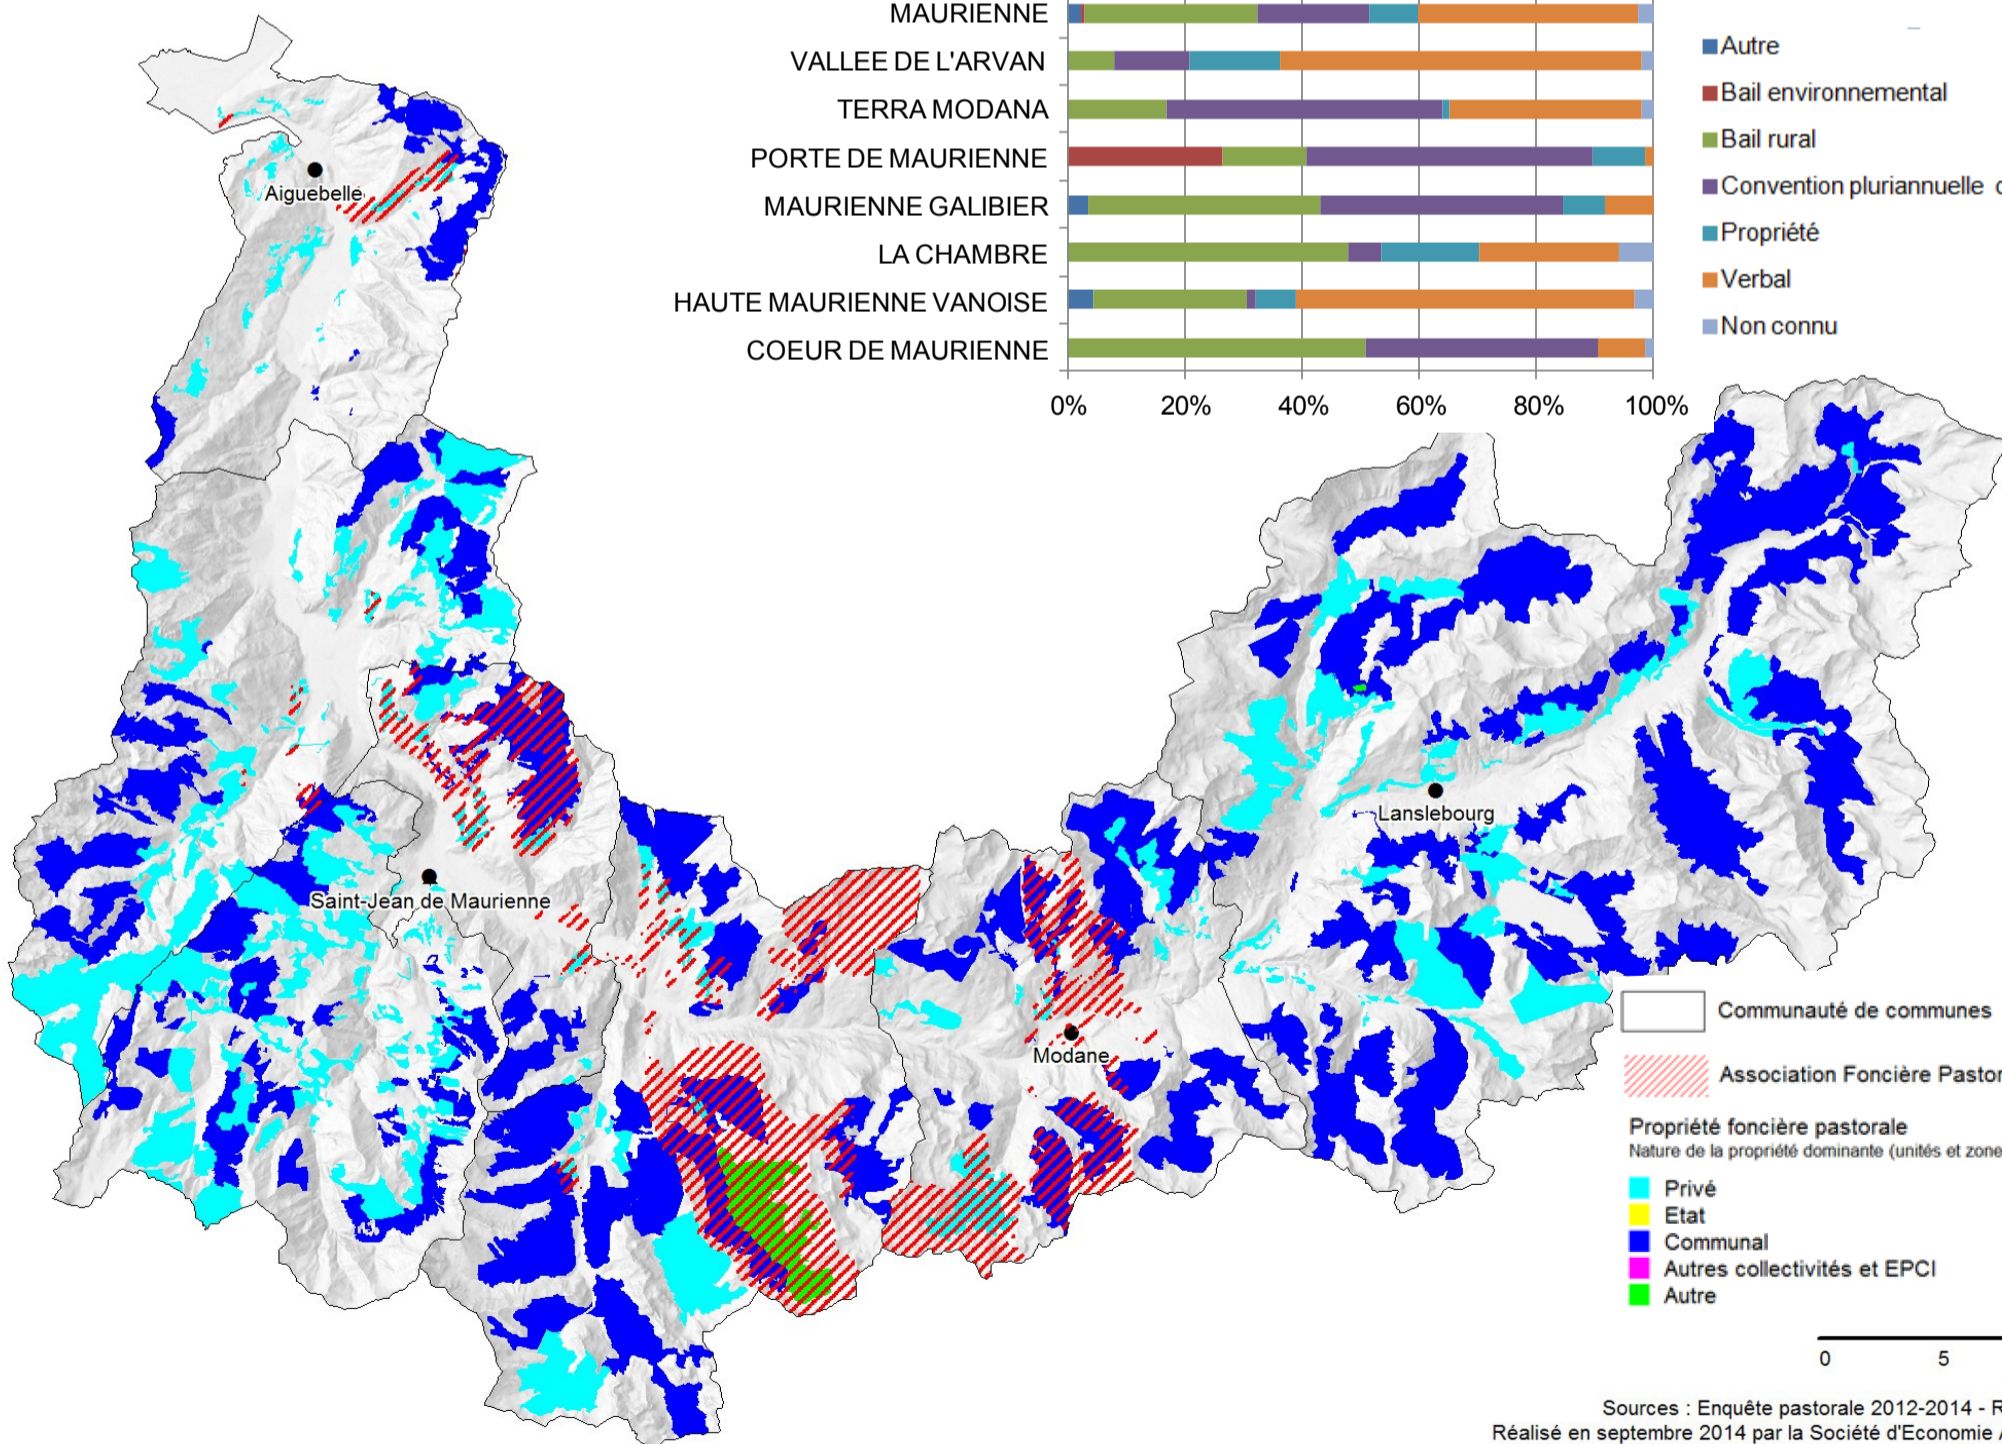 MAURIENNE
VALLEE DE L'ARVAN
TERRA MODANA
PORTE DE MAURIENNE
MAURIENNE GALIBIER
LA CHAMBRE
HAUTE MAURIENNE VANOISE
COEUR DE MAURIENNE
0% 20% 40% 60% 80% 100%
Autre
Bail environnemental
Bail rural
Convention pluriannuelle
Propriété
Verbal
Non connu
Aiguebelle
Saint-Jean de Maurienne
Modane
Lanslebourg
Communauté de communes
Association Foncière Pastor
Propriété foncière pastorale
Nature de la propriété dominante (unités et zone
Privé
Etat
Communal
Autres collectivités et EPCI
Autre
0 5
Sources : Enquête pastorale 2012-2014 - R
Réalisé en septembre 2014 par la Société d'Economie A